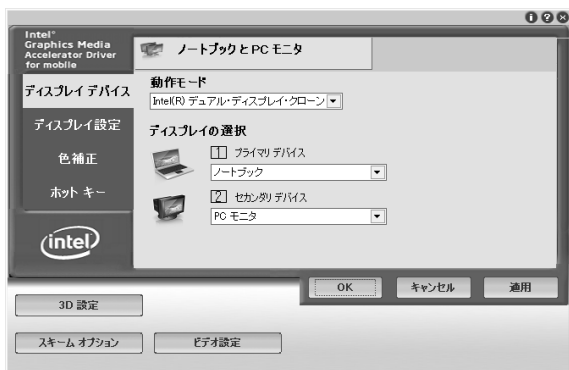 Intel®
Graphics Media
Accelerator Driver
for mobile
ノートブックとPC モニタ
ディスプレイ デバイス
ディスプレイ設定
色補正
ホット キー
intel
動作モード
Intel(R) デュアル・ディスプレイ・クローン
ディスプレイの選択
1 プライマリ デバイス
ノートブック
2 セカンダリ デバイス
PC モニタ
OK
キャンセル
適用
3D 設定
スキーム オプション
ビデオ設定